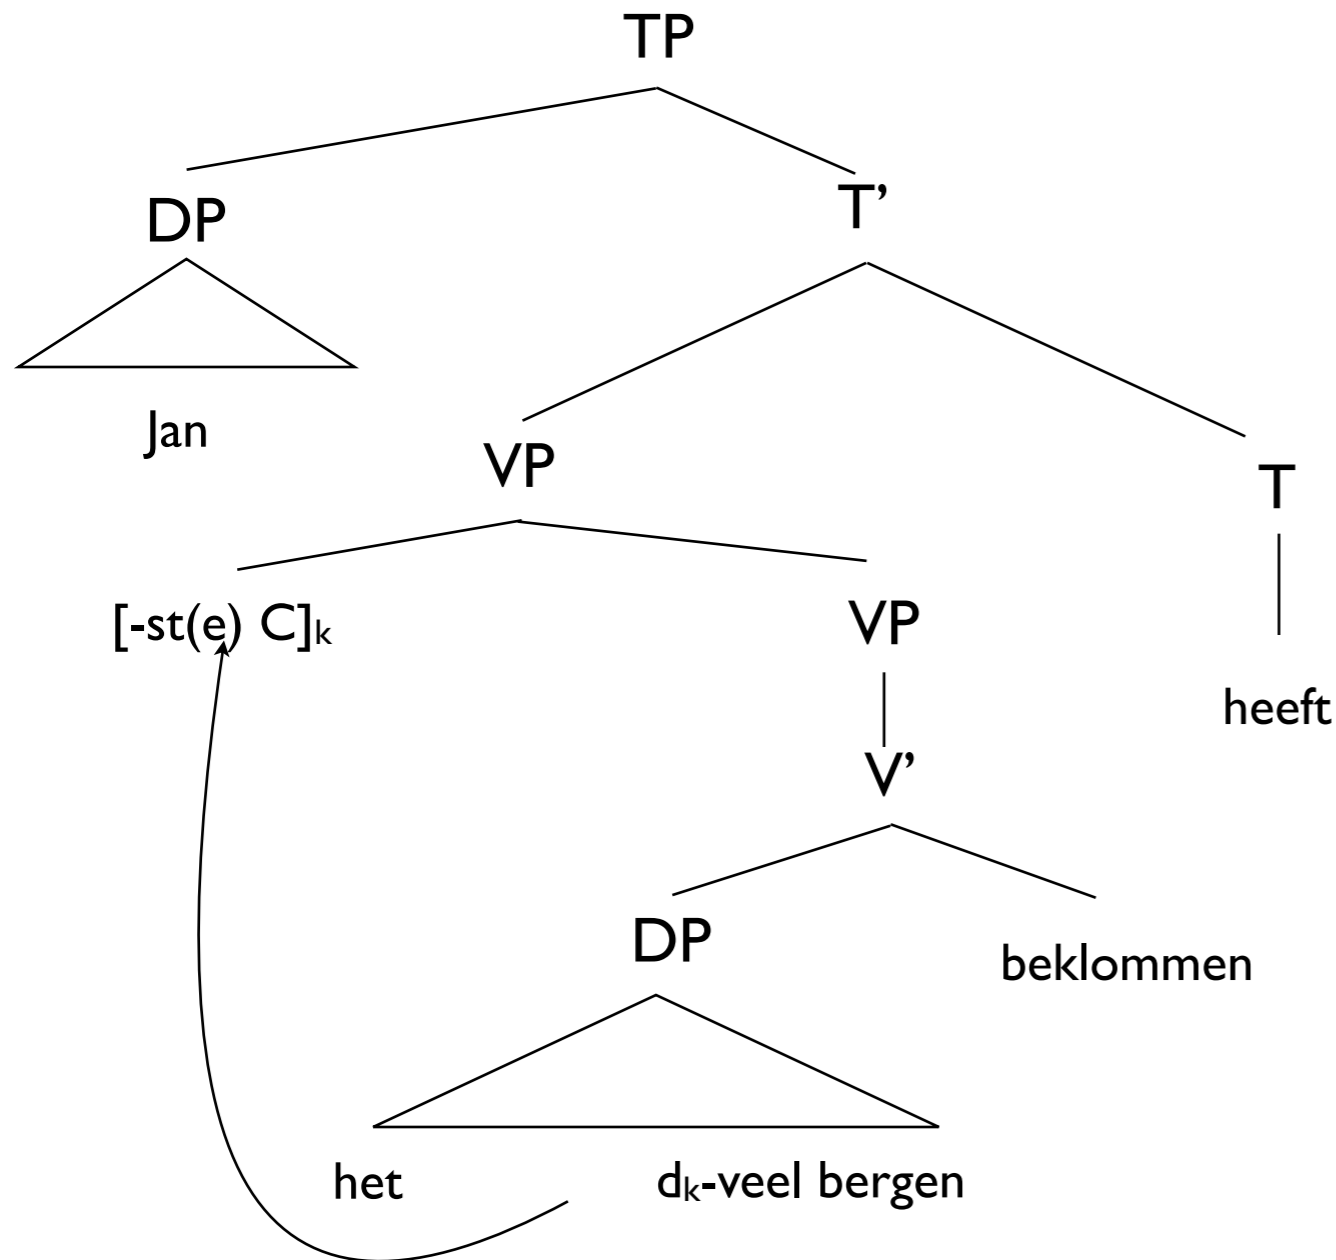 TP
DP T’
Jan
VP T
[-st(e) C]k VP
heeft
V’
DP beklommen
het dk-veel bergen